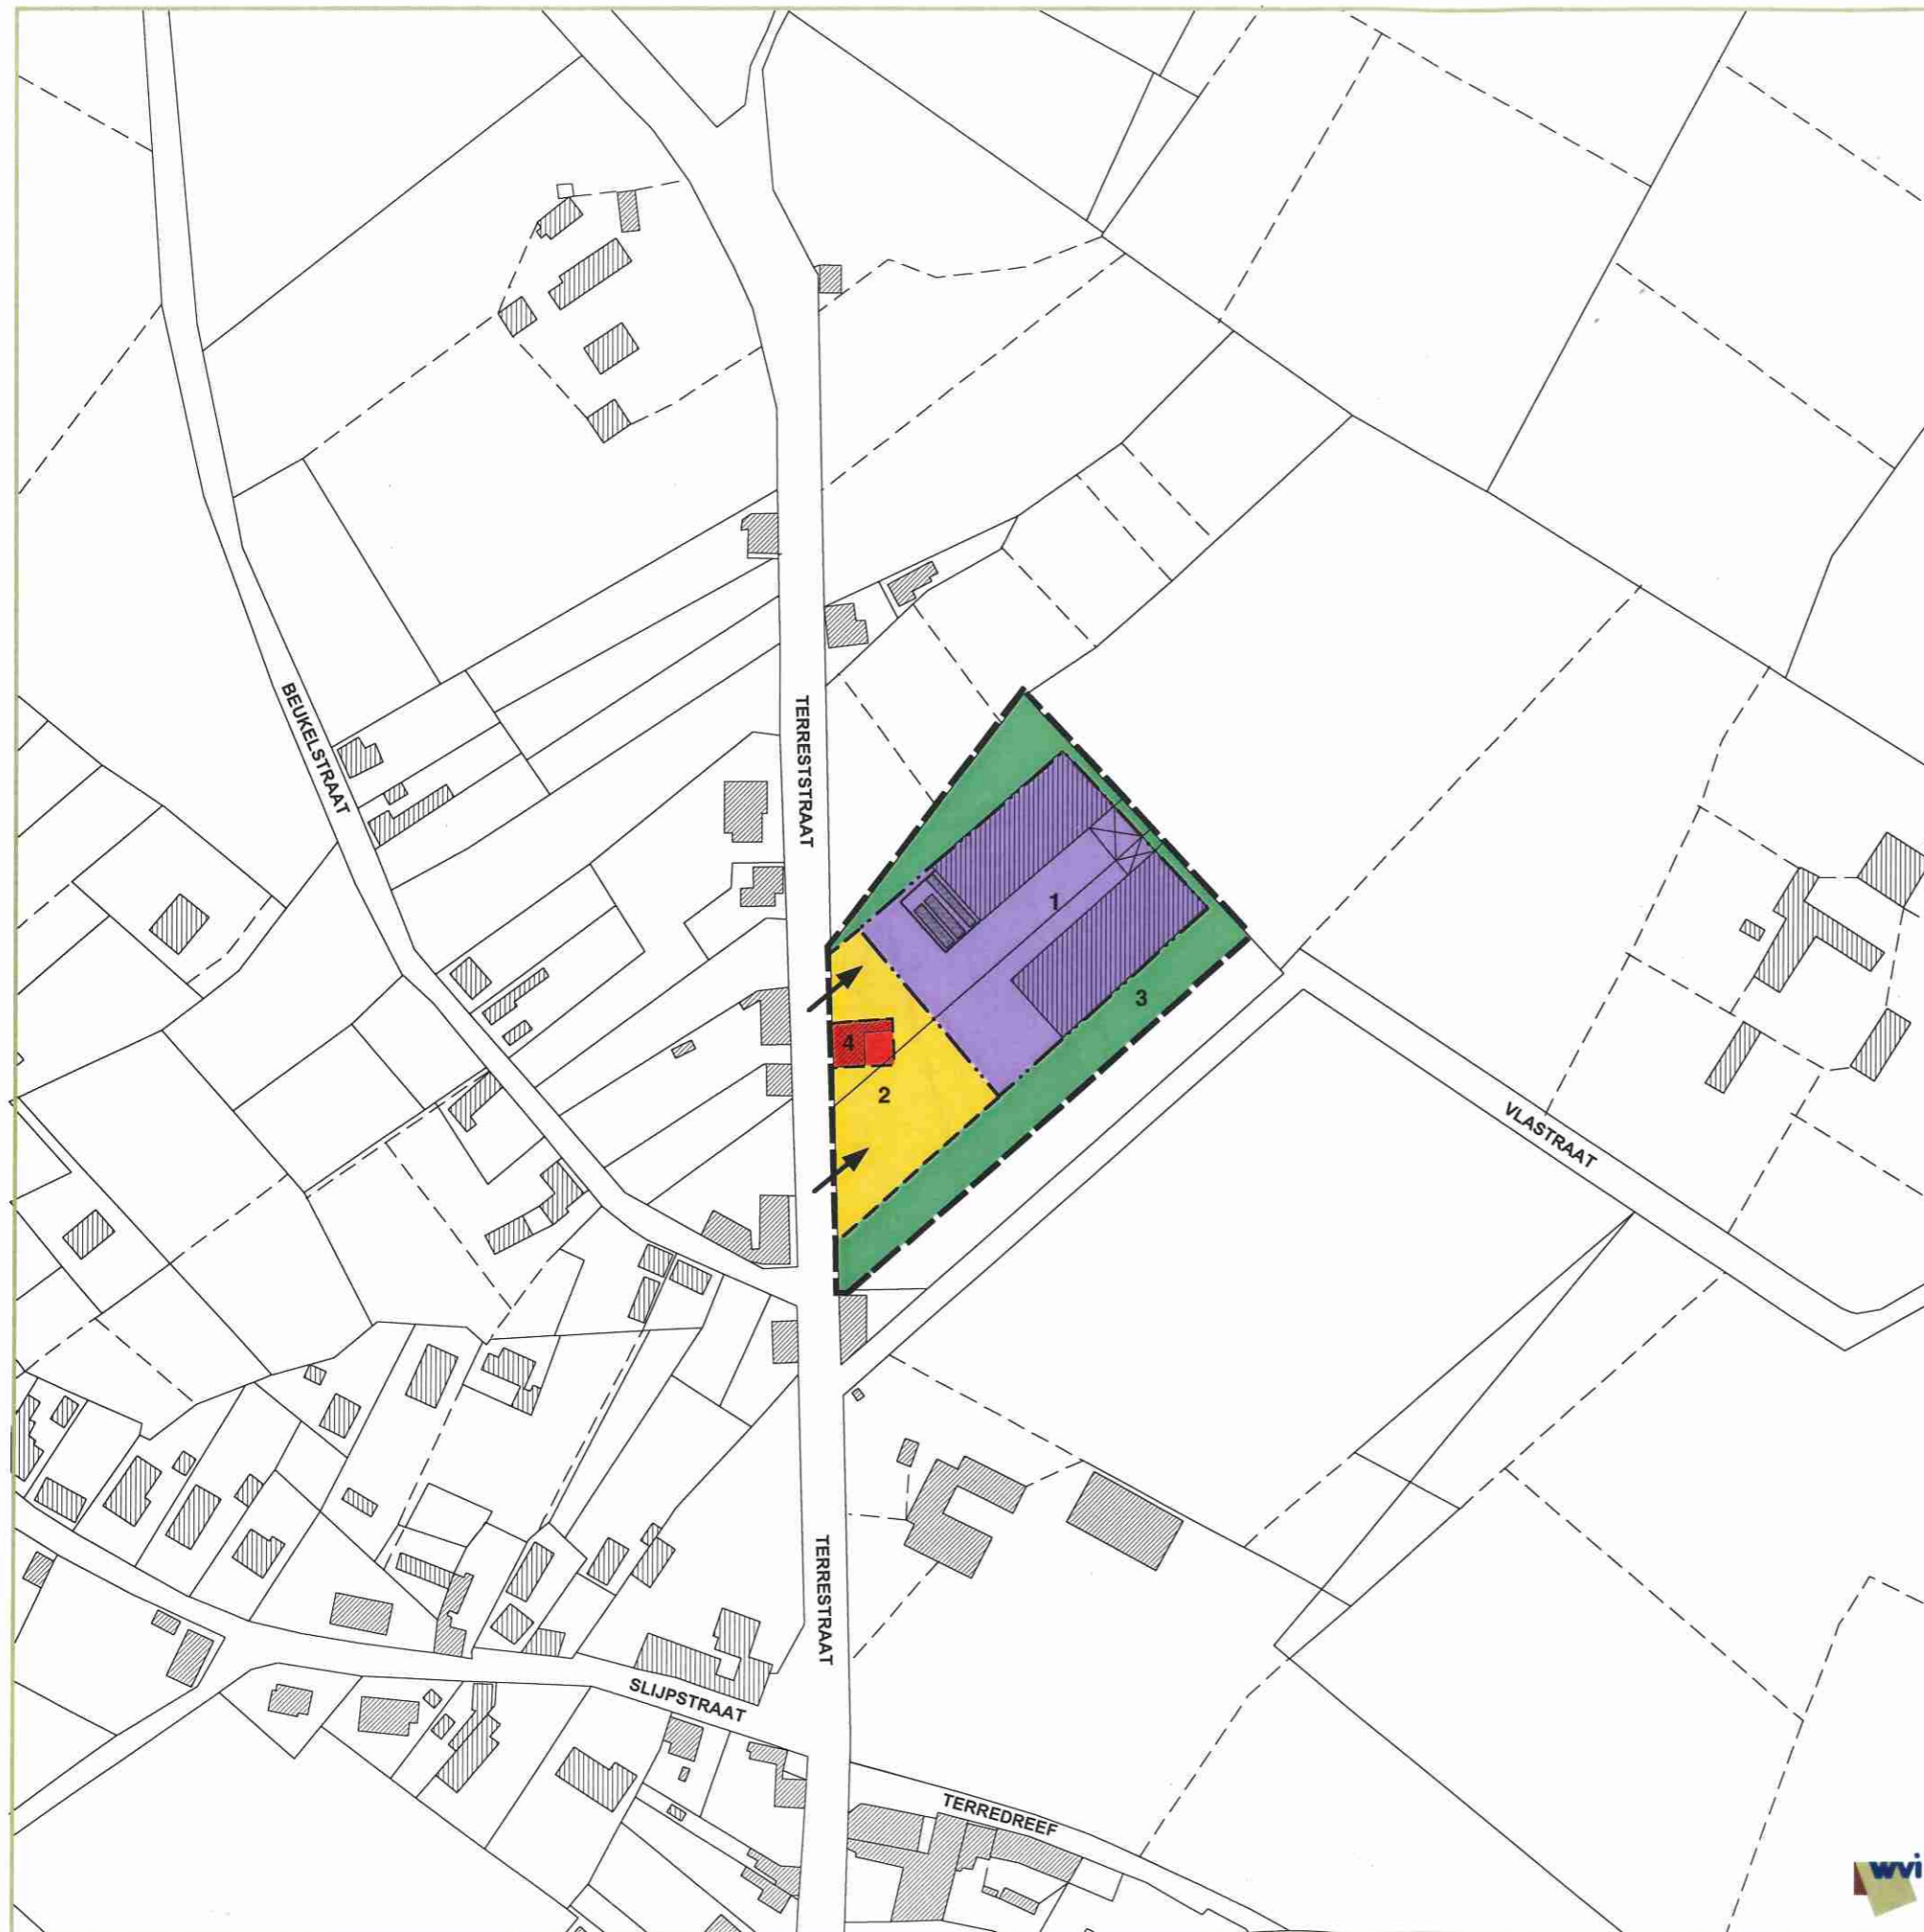 BEUKELSTRAAT
TERRESTSTRAAT
1
3
4
2
VLASTRAAT
TERRESTRAAT
SLIJPSTRAAT
TERREDREEF
wvi